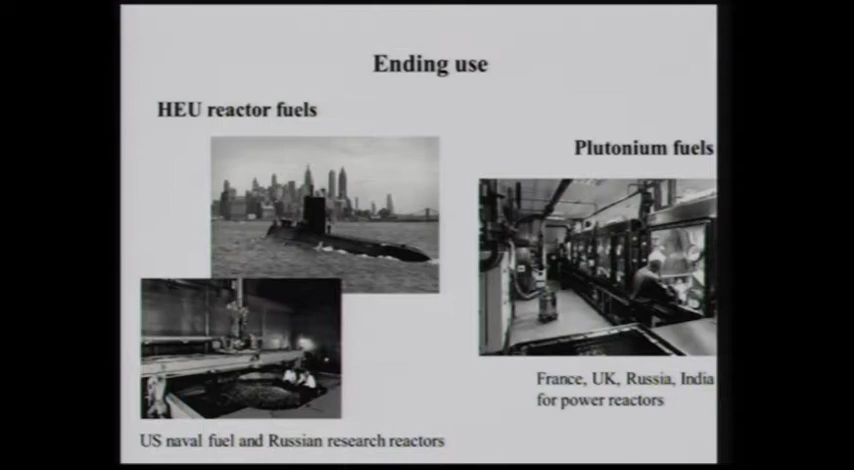 Ending use
HEU reactor fuels
Plutonium fuels
France, UK, Russia, India
for power reactors
US naval fuel and Russian research reactors